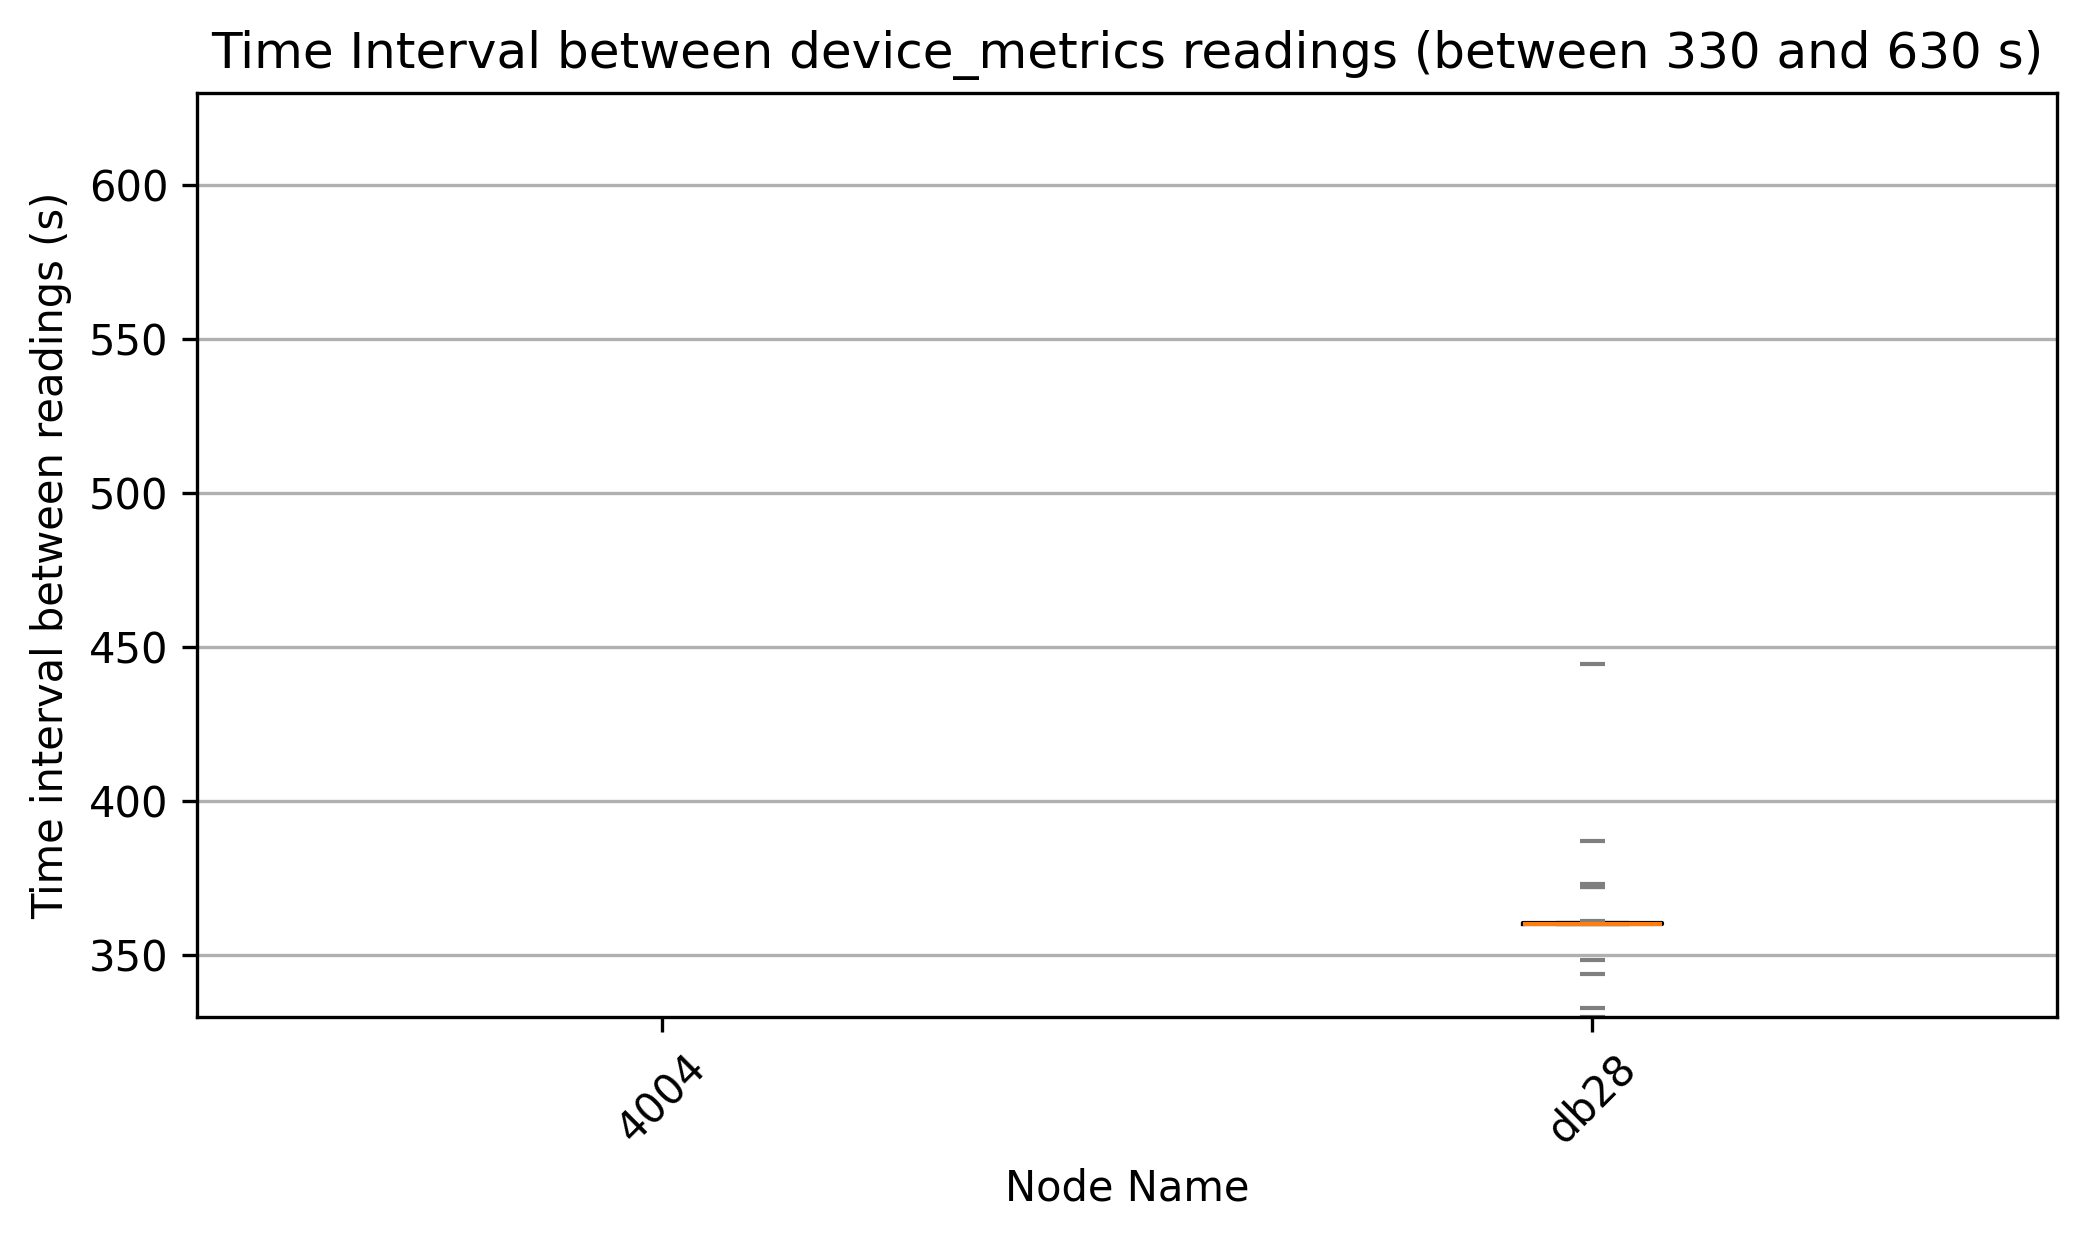 Time Interval between device_metrics readings (between 330 and 630 s)
Time interval between readings (s)
600
550
500
450
400
350
4004
db28
Node Name